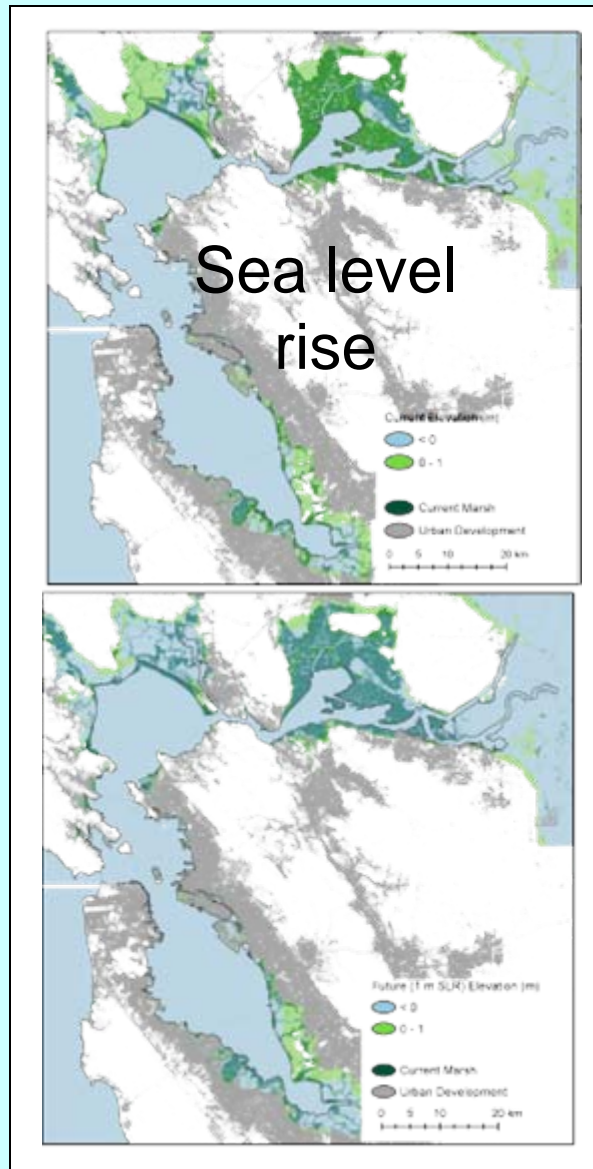 Sea level
rise
Current Elevation (m)
< 0
0 - 1
Current Marsh
Urban Development
0 5 10 20 km
Future (1 m SLR) Elevation (m)
< 0
0 - 1
Current Marsh
Urban Development
0 5 10 20 km